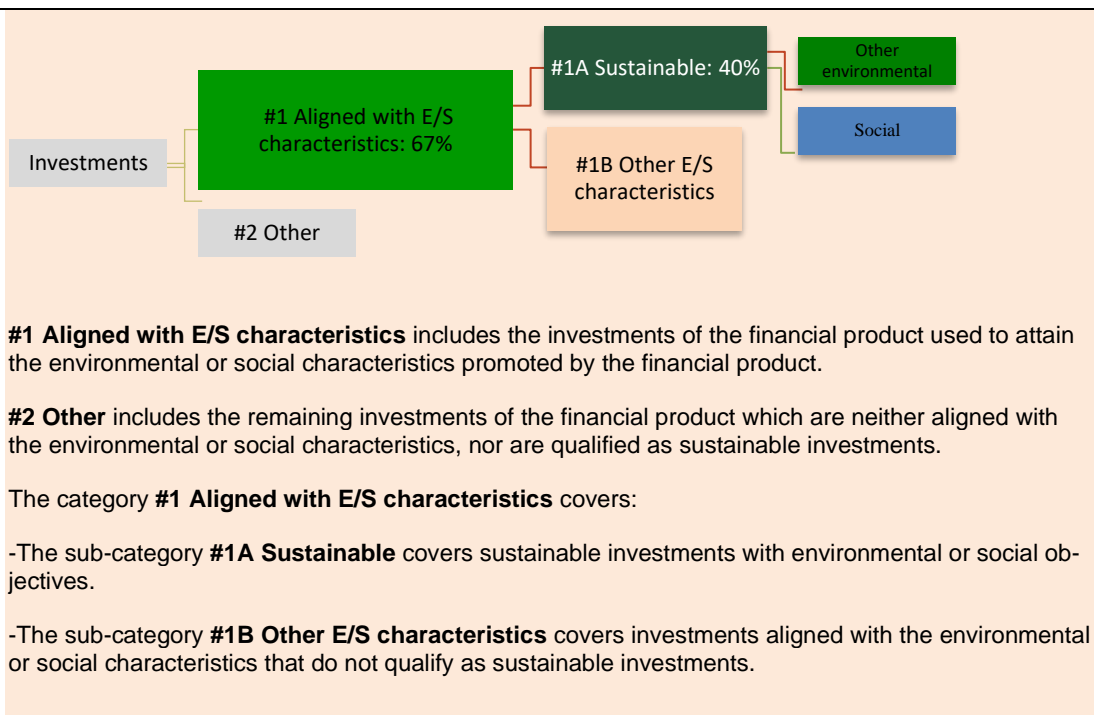 Investments
#1 Aligned with E/S
characteristics: 67%
#2 Other
#1A Sustainable: 40%
#1B Other E/S
characteristics
Other
environmental
Social
#1 Aligned with E/S characteristics includes the investments of the financial product used to attain
the environmental or social characteristics promoted by the financial product.
#2 Other includes the remaining investments of the financial product which are neither aligned with
the environmental or social characteristics, nor are qualified as sustainable investments.
The category #1 Aligned with E/S characteristics covers:
-The sub-category #1A Sustainable covers sustainable investments with environmental or social ob-
jectives.
-The sub-category #1B Other E/S characteristics covers investments aligned with the environmental
or social characteristics that do not qualify as sustainable investments.